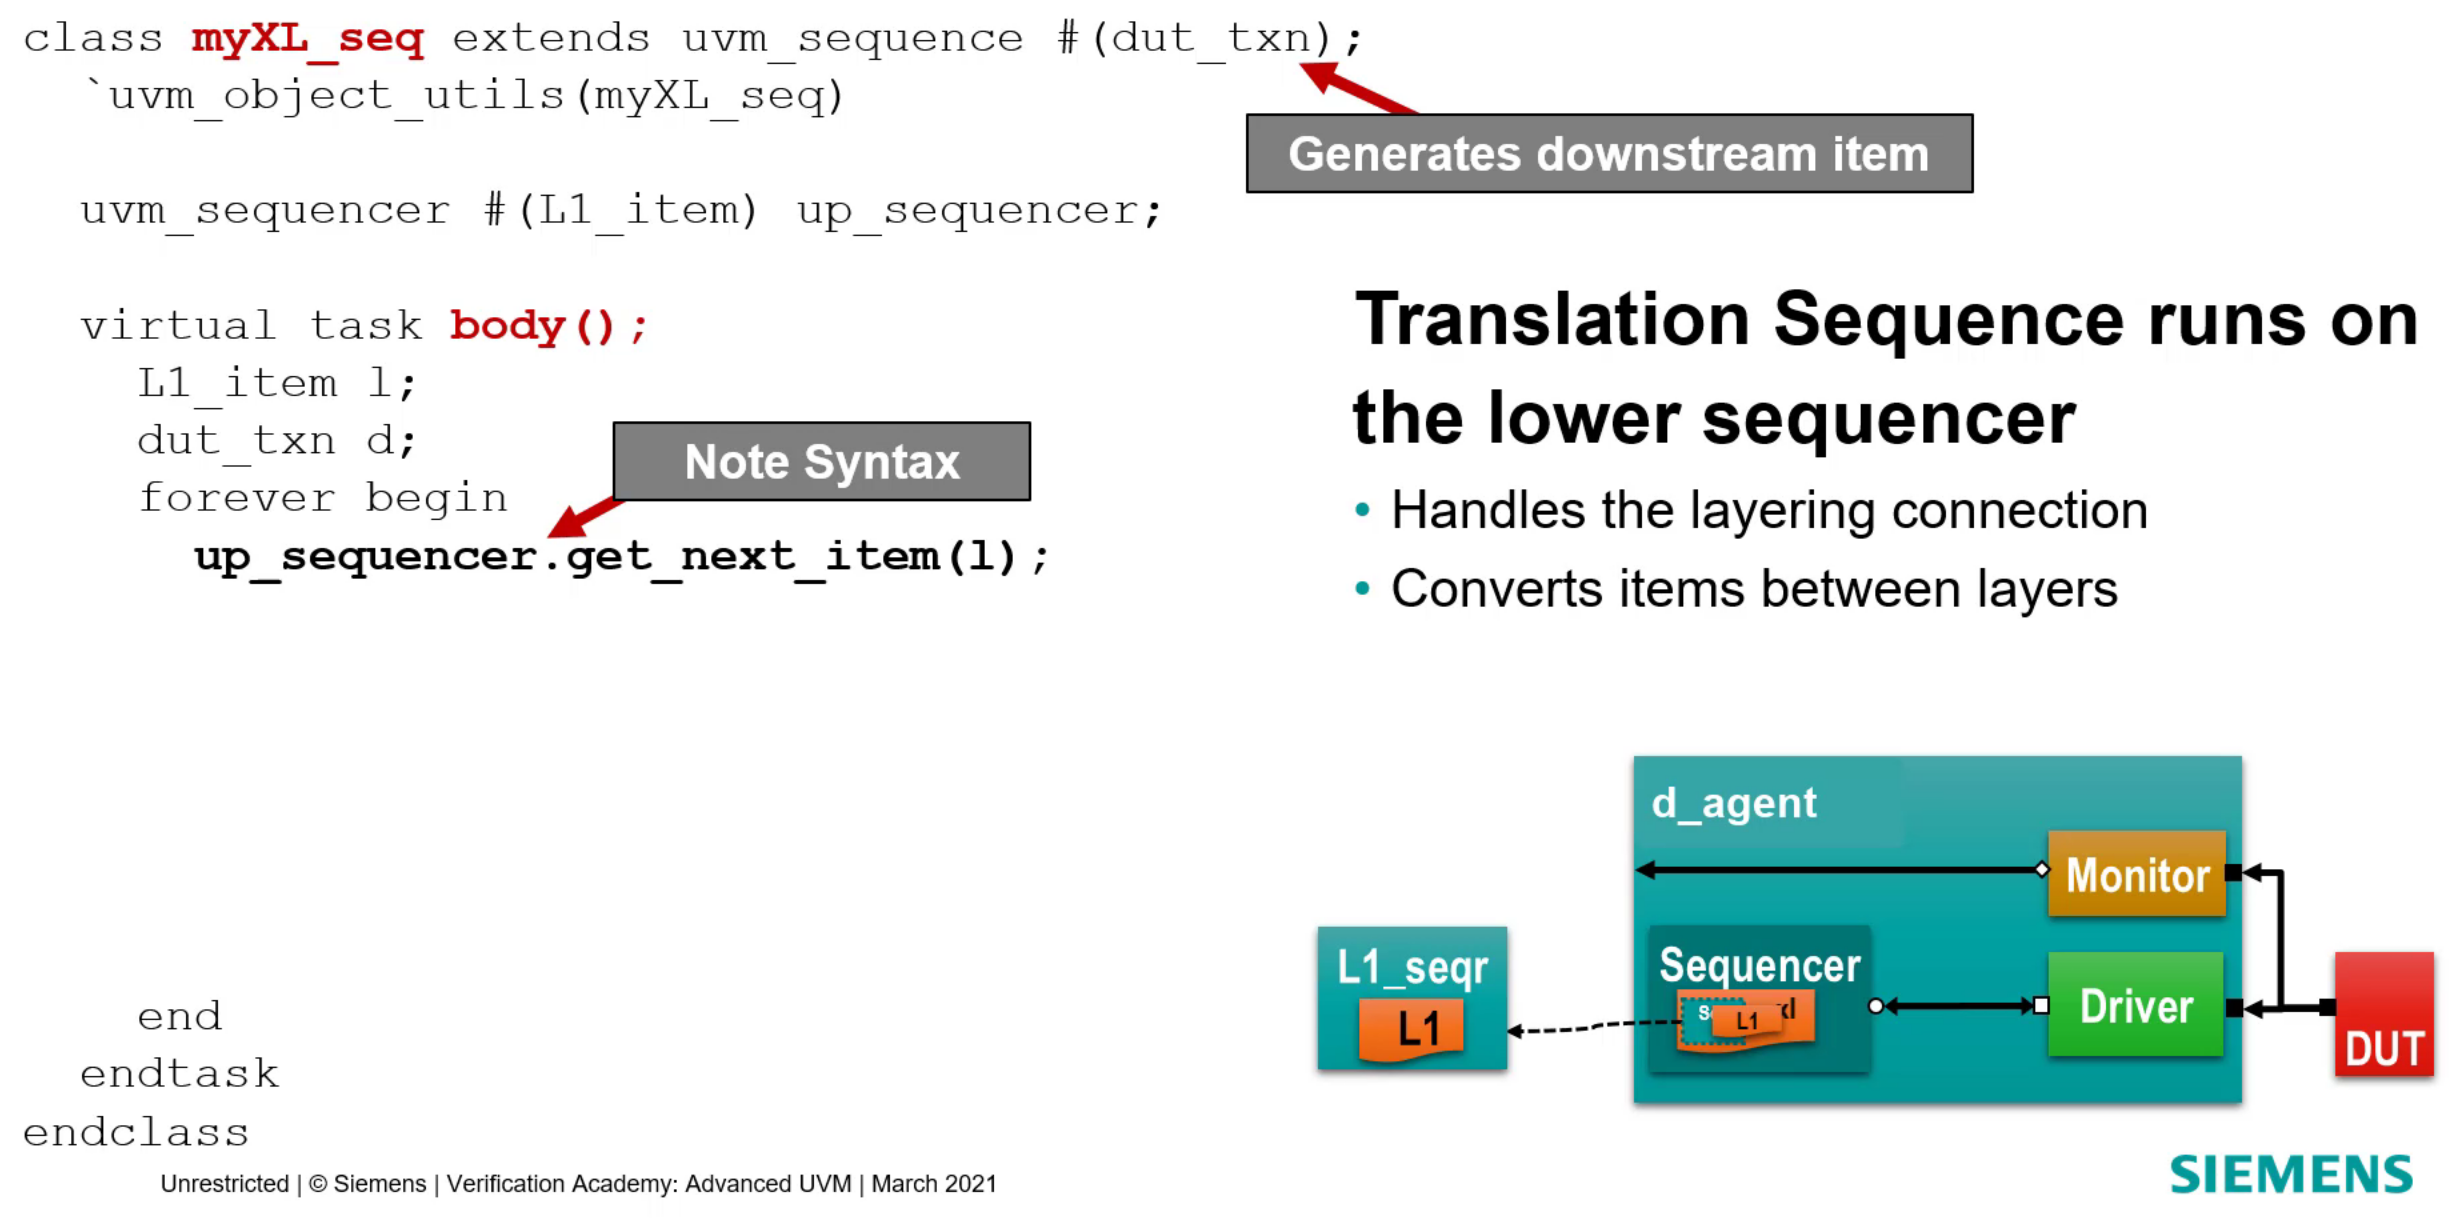 class myXL_seq extends uvm_sequence #(dut_txn);
`uvm_object_utils(myXL_seq)
Generates downstream item
uvm_sequencer #(L1_item) up_sequencer;
virtual task body();
L1_item l;
dut_txn d;
forever begin
Note Syntax
up_sequencer.get_next_item(l);
end
endtask
endclass
Translation Sequence runs on
the lower sequencer
• Handles the layering connection
• Converts items between layers
d_agent
Monitor
L1_seqr
L1
Sequencer
L1
Driver
DUT
Unrestricted | © Siemens | Verification Academy: Advanced UVM | March 2021
SIEMENS